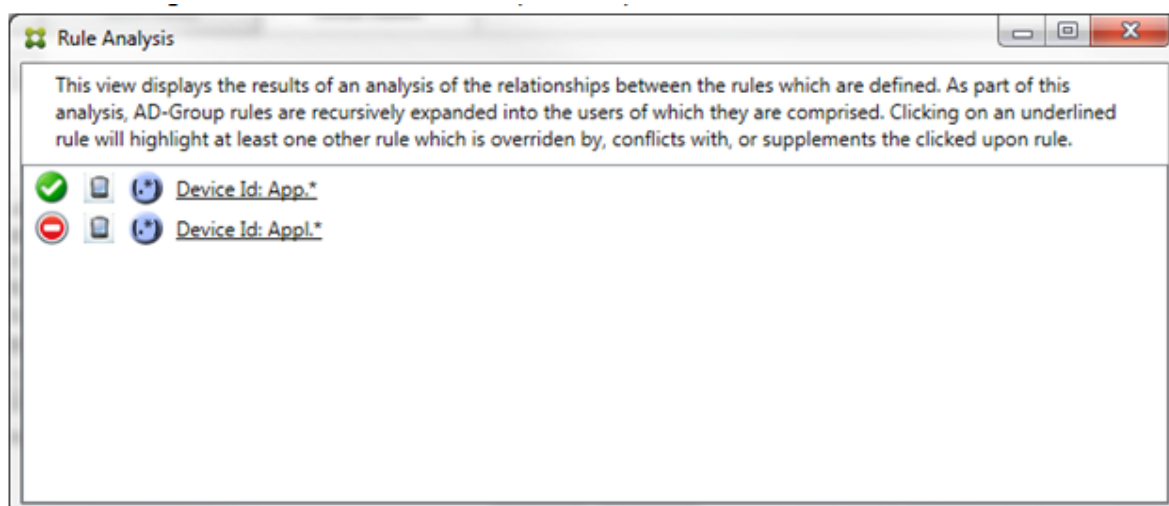 Rule Analysis
This view displays the results of an analysis of the relationships between the rules which are defined. As part of this
analysis, AD-Group rules are recursively expanded into the users of which they are comprised. Clicking on an underlined
rule will highlight at least one other rule which is overriden by, conflicts with, or supplements the clicked upon rule.
(.*) Device Id: App.*
(.*) Device Id: Appl.*